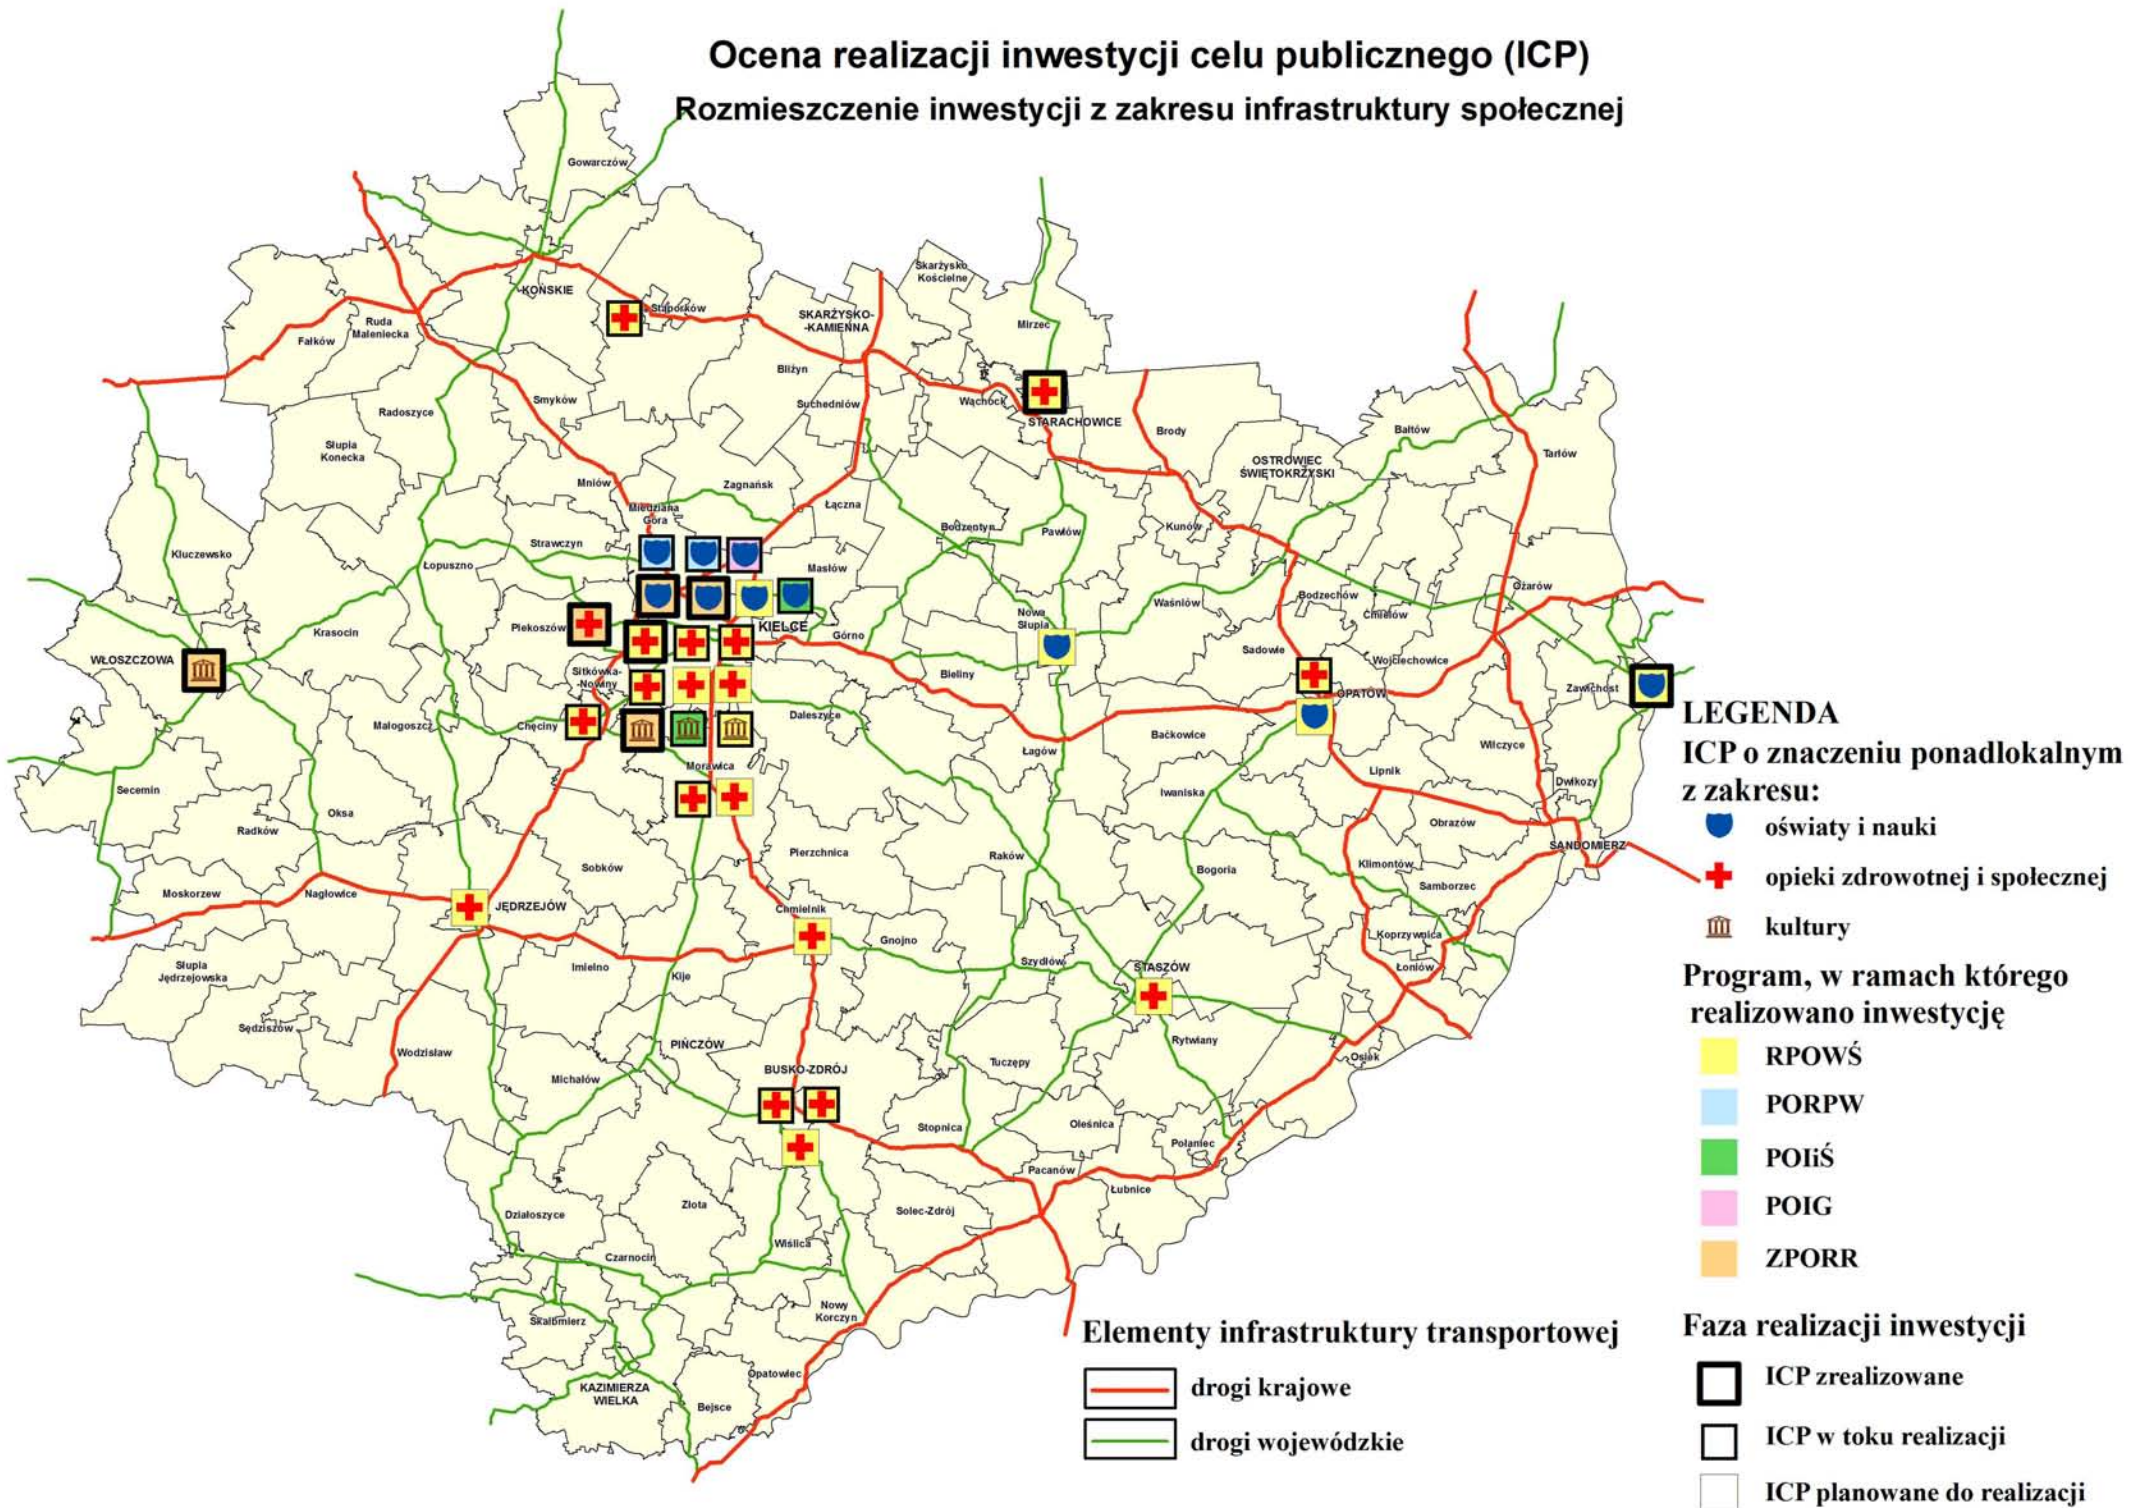 Ocena realizacji inwestycji celu publicznego (ICP)
Rozmieszczenie inwestycji z zakresu infrastruktury społecznej
Gowarczów
KOŃSKIE
Stąporków
Ruda
Maleniecka
Fałków
SKARŻYSKO-
-KAMIENNA
Skarżysko
Kościelne
Mirzec
Bliżyn
Suchedniów
Wąchock
STARACHOWICE
Brody
Smyków
Radoszyce
Słupia
Konecka
OSTROWIEC
ŚWIĘTOKRZYSKI
Bałtów
Tarłów
Mniów
Zagnańsk
Łączna
Miedziana
Góra
Bodzentyn
Pawłów
Kunów
Strawczyn
Kluczewsko
Łopuszno
Masłów
Ożarów
Bodzechów
Ćmielów
Waśniów
Nowa
Słupia
Piekoszów
KIELCE
Górno
Krasocin
WŁOSZCZOWA
Sadowie
Wojciechowice
Sitkówka-
-Nowiny
Bieliny
OPATÓW
Zawichost
Małogoszcz
Chęciny
Daleszyce
Baćkowice
Wilczyce
Łagów
Morawica
Lipnik
Dwikozy
Secemin
Iwaniska
Oksa
Radków
Obrazów
SANDOMIERZ
Pierzchnica
Raków
Sobków
Bogoria
Klimontów
Samborzec
Moskorzew
Nagłowice
JĘDRZEJÓW
Chmielnik
Gnojno
Koprzywnica
Słupia
Jędrzejowska
Imielno
Kije
Szydłów
STASZÓW
Łoniów
Sędziszów
Wodzisław
PIŃCZÓW
Rytwiany
Osiek
Michałów
BUSKO-ZDRÓJ
Tuczępy
Stopnica
Oleśnica
Połaniec
Pacanów
Łubnice
Złota
Działoszyce
Solec-Zdrój
Wiślica
Czarnocin
Nowy
Korczyn
Skalbmierz
Opatowiec
KAZIMIERZA
WIELKA
Bejsce
LEGENDA
ICP o znaczeniu ponadlokalnym
z zakresu:
oświaty i nauki
opieki zdrowotnej i społecznej
kultury
Program, w ramach którego
realizowano inwestycję
RPOWŚ
PORPW
POIiŚ
POIG
ZPORR
Faza realizacji inwestycji
ICP zrealizowane
ICP w toku realizacji
ICP planowane do realizacji
Elementy infrastruktury transportowej
drogi krajowe
drogi wojewódzkie